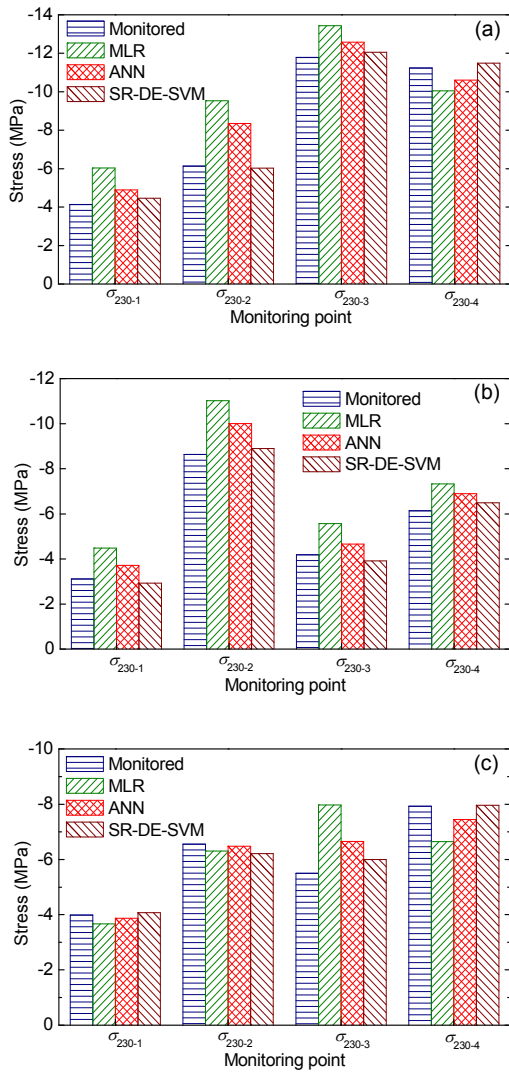 -14
-12
-10
-8
-6
-4
-2
0
Stress (MPa)
Monitored
MLR
ANN
SR-DE-SVM
(a)
σ230-1 σ230-2 σ230-3 σ230-4
Monitoring point
-12
-10
-8
-6
-4
-2
0
Stress (MPa)
Monitored
MLR
ANN
SR-DE-SVM
(b)
σ230-1 σ230-2 σ230-3 σ230-4
Monitoring point
-10
-8
-6
-4
-2
0
Stress (MPa)
Monitored
MLR
ANN
SR-DE-SVM
(c)
σ230-1 σ230-2 σ230-3 σ230-4
Monitoring point